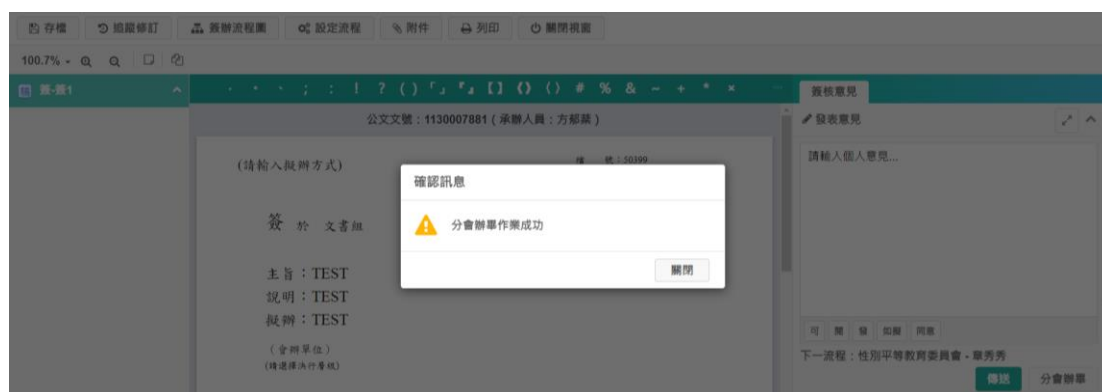 存檔 追蹤修訂 簽辦流程圖 設定流程 附件 列印 關閉視窗
100.7%
簽-簽1
， • 、 ； ： ！ ？ ( ) 「 」 『 』 【 】 《 》 〈 〉 # % & ~ + * ×
簽核意見
公文文號：1130007881（承辦人員：方郁
發表意見
(請輸入擬辦方式)
檔 號：50399
請輸入個人意見...
確認訊息
簽 於 文書組
分會辦畢作業成功
關閉
主旨：TEST
說明：TEST
擬辦：TEST
（會辦單位）
(請選擇決行層級)
可 閱 發 如擬 同意
下一流程：性別平等教育委員會 - 章秀秀
傳送 分會辦畢